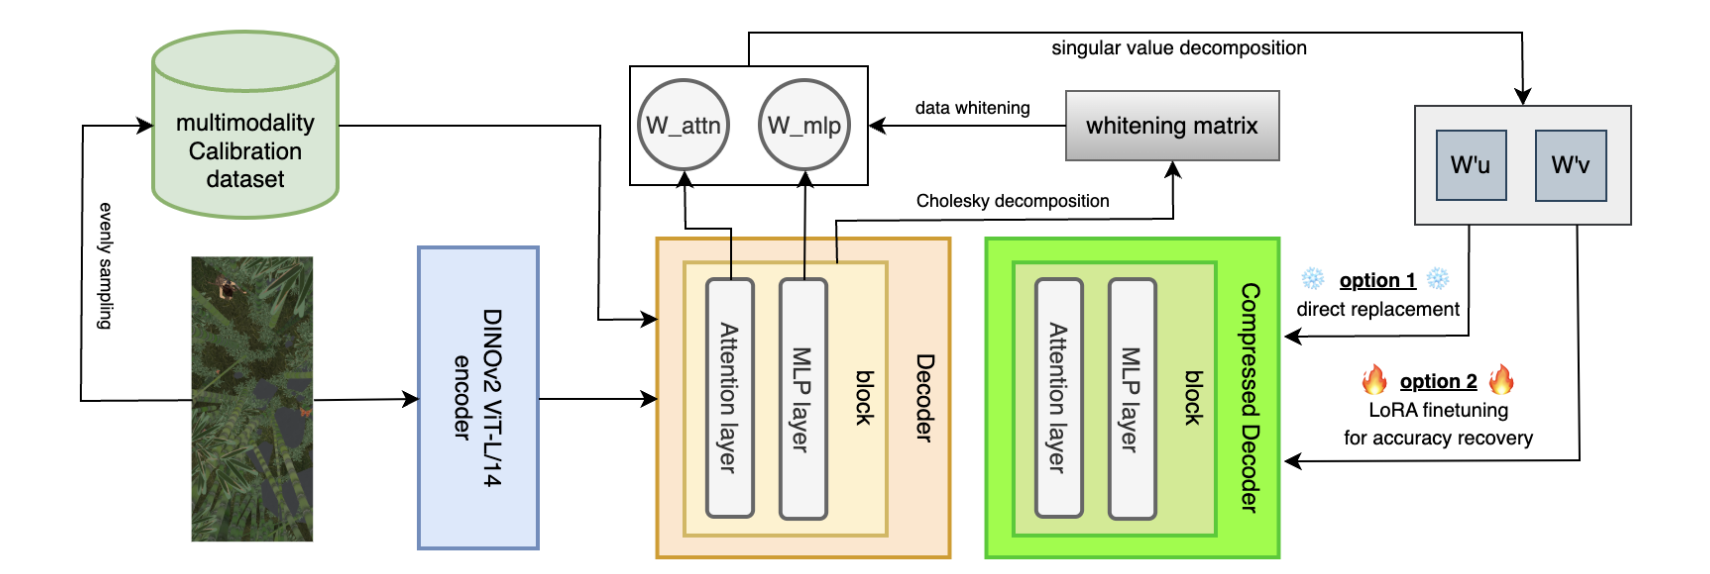 singular value decomposition
multimodality
Calibration
dataset
W_attn
W_mlp
data whitening
whitening matrix
W'u
W'v
evenly sampling
Cholesky decomposition
DINOv2 ViT-L/14
encoder
Attention layer
MLP layer
block
Decoder
Attention layer
MLP layer
block
Compressed Decoder
option 1
direct replacement
option 2
LoRA finetuning
for accuracy recovery